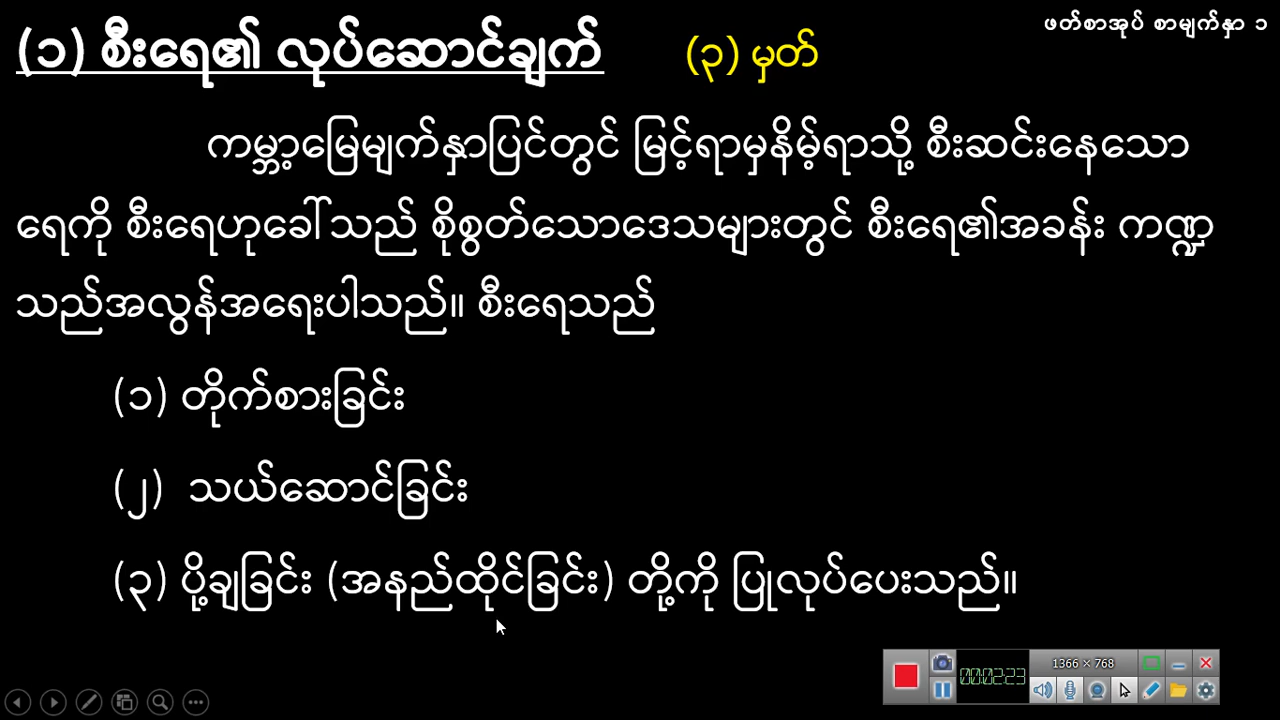 ဖတ်စာအုပ် စာမျက်နှာ ၁
(၁) စီးရေ၏ လုပ်ဆောင်ချက် (၃) မှတ်
ကမ္ဘာ့မြေမျက်နှာပြင်တွင် မြင့်ရာမှနိမ့်ရာသို့ စီးဆင်းနေသော
ရေကို စီးရေဟုခေါ်သည် စိုစွတ်သောဒေသများတွင် စီးရေ၏အခန်း ကဏ္ဍ
သည်အလွန်အရေးပါသည်။ စီးရေသည်
(၁) တိုက်စားခြင်း
(၂) သယ်ဆောင်ခြင်း
(၃) ပို့ချခြင်း (အနည်ထိုင်ခြင်း) တို့ကို ပြုလုပ်ပေးသည်။
1366 × 768
000:02:23